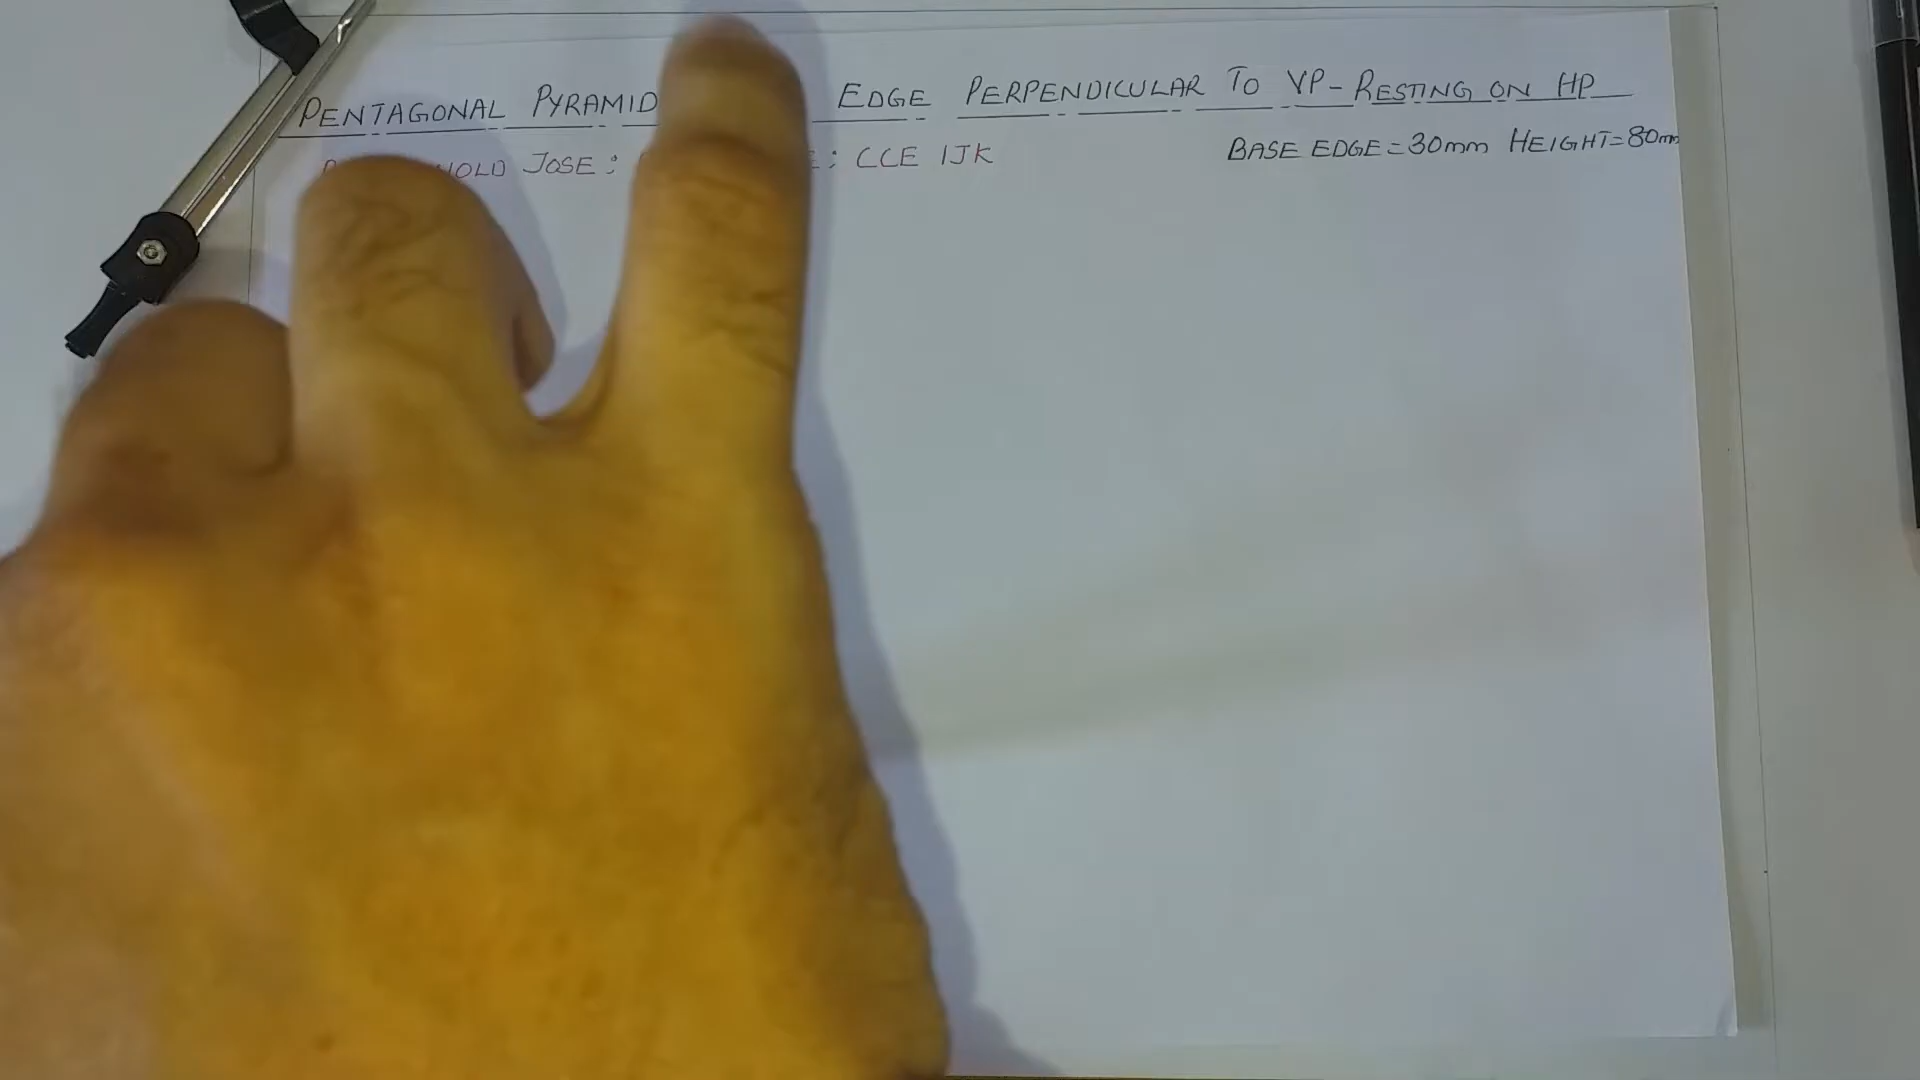 PENTAGONAL PYRAMID EDGE PERPENDICULAR TO VP-RESTING ON HP
JOSE: : CCE IJK
BASE EDGE=30mm HEIGHT=80mm